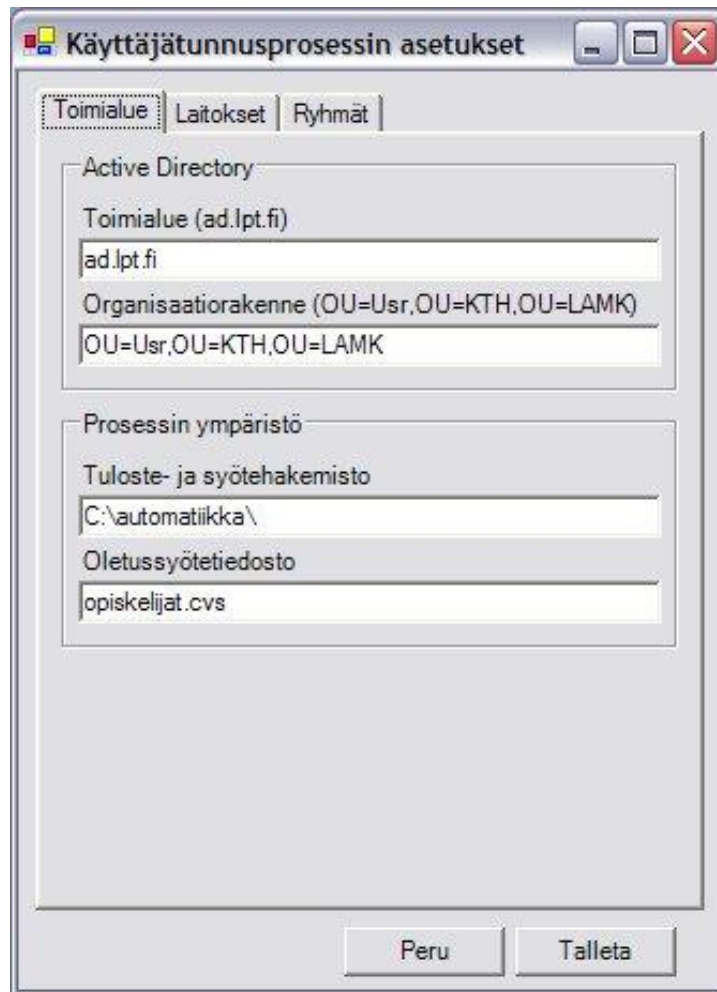 Käyttäjätunnusprosessin asetukset
Toimialue Laitokset Ryhmät
Active Directory
Toimialue (ad.lpt.fi)
ad.lpt.fi
Organisaatiorakenne (OU=Usr,OU=KTH,OU=LAMK)
OU=Usr,OU=KTH,OU=LAMK
Prosessin ympäristö
Tuloste- ja syötehakemisto
C:\automatiikka\
Oletussyötetiedosto
opiskelijat.cvs
Peru Talleta